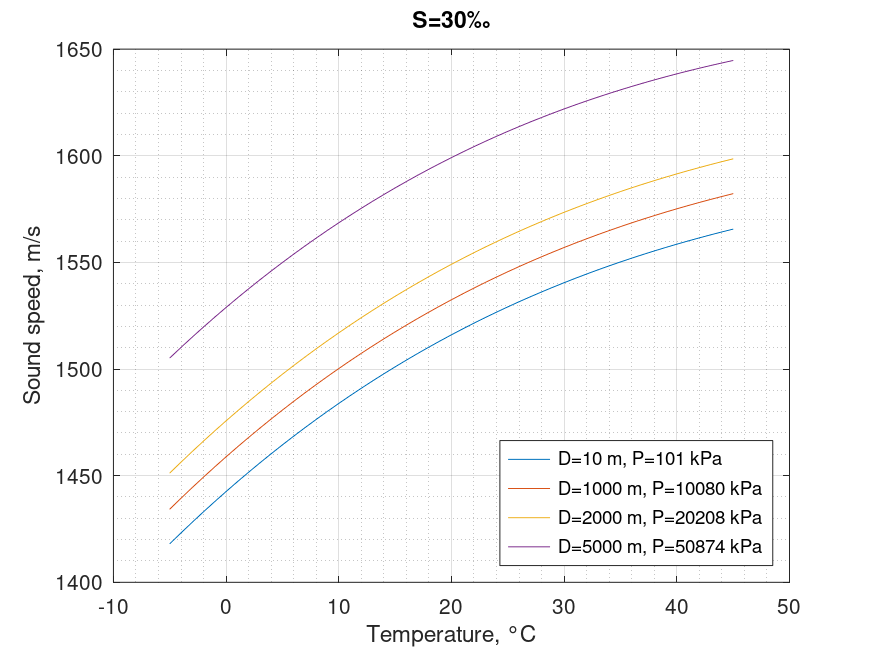 S=30‰
1650
1600
1550
1500
1450
1400
Sound speed, m/s
D=10 m, P=101 kPa
D=1000 m, P=10080 kPa
D=2000 m, P=20208 kPa
D=5000 m, P=50874 kPa
-10 0 10 20 30 40 50
Temperature, °C